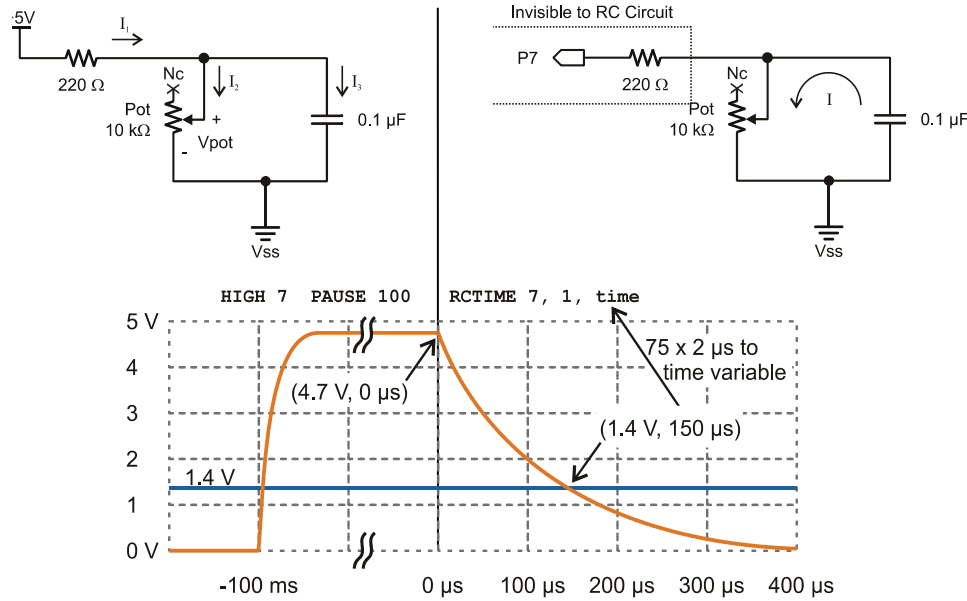 5V
I1
220 Ω
Nc
I2
I3
Pot
10 kΩ
+
Vpot
-
0.1 µF
Vss
Invisible to RC Circuit
P7
220 Ω
Nc
Pot
10 kΩ
I
0.1 µF
Vss
HIGH 7 PAUSE 100 RCTIME 7, 1, time
5 V
4
3
2
1.4 V
1
0 V
75 x 2 µs to
time variable
(4.7 V, 0 µs)
(1.4 V, 150 µs)
-100 ms 0 µs 100 µs 200 µs 300 µs 400 µs